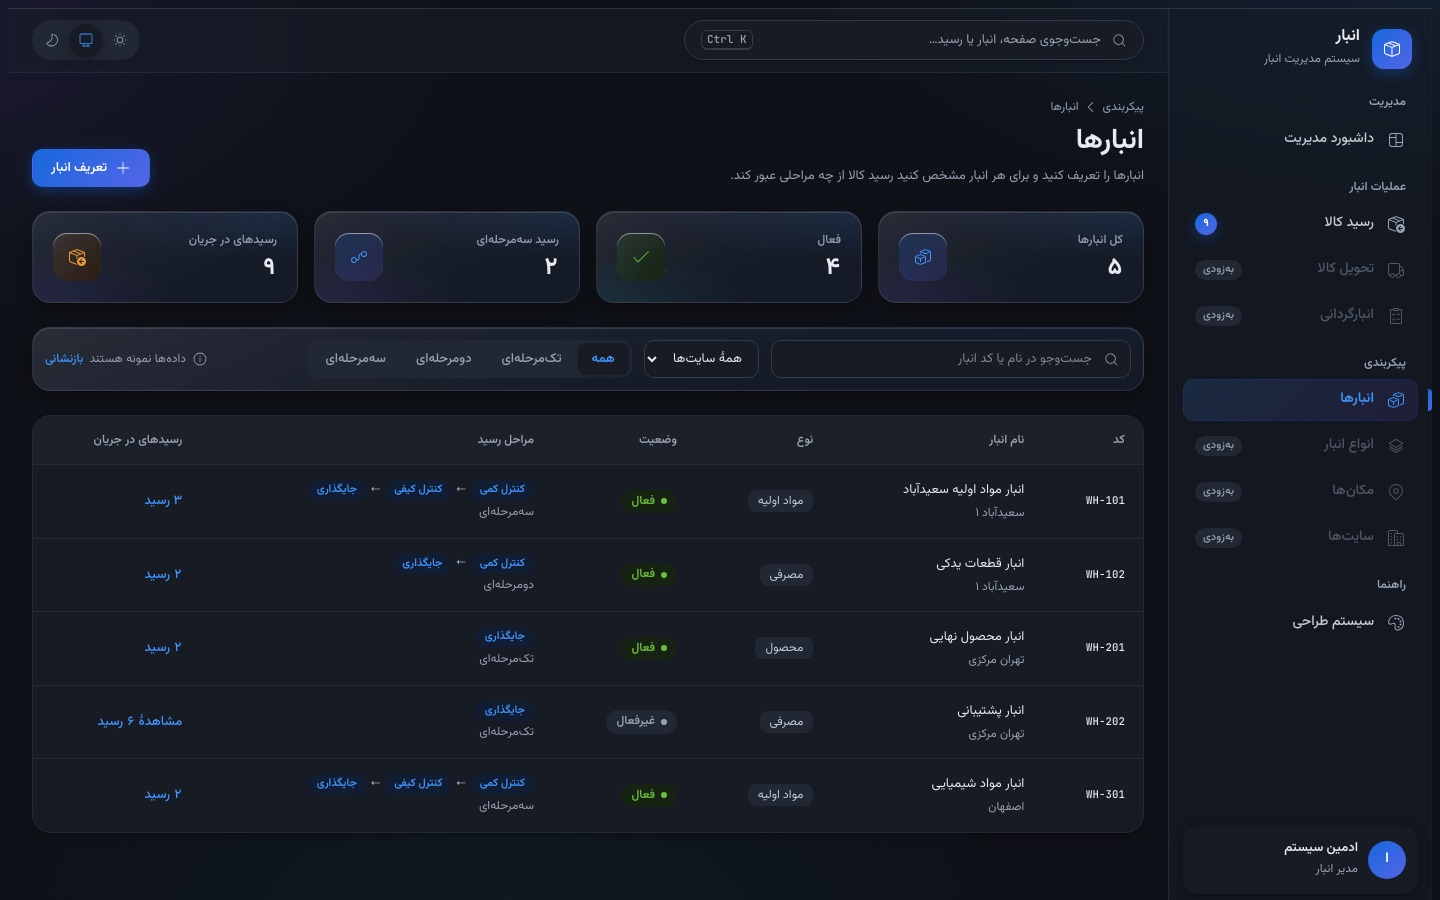 انبار
سیستم مدیریت انبار
مدیریت
داشبورد مدیریت
عملیات انبار
رسید کالا ۹
تحویل کالا به‌زودی
انبارگردانی به‌زودی
پیکربندی
انبارها
انواع انبار به‌زودی
مکان‌ها به‌زودی
سایت‌ها به‌زودی
راهنما
سیستم طراحی
ا
ادمین سیستم
مدیر انبار
جست‌وجوی صفحه، انبار یا رسید... Ctrl K
پیکربندی انبارها
انبارها
انبارها را تعریف کنید و برای هر انبار مشخص کنید رسید کالا از چه مراحلی عبور کند.
تعریف انبار
کل انبارها
۵
فعال
۴
رسید سه‌مرحله‌ای
۲
رسیدهای در جریان
۹
جست‌وجو در نام یا کد انبار همهٔ سایت‌ها همه تک‌مرحله‌ای دومرحله‌ای سه‌مرحله‌ای داده‌ها نمونه هستند بازنشانی
کد نام انبار نوع وضعیت مراحل رسید رسیدهای در جریان
WH-101 انبار مواد اولیه سعیدآباد مواد اولیه فعال کنترل کمی ← کنترل کیفی ← جایگذاری ۳ رسید
سعیدآباد ۱ سه‌مرحله‌ای
WH-102 انبار قطعات یدکی مصرفی فعال کنترل کمی ← جایگذاری ۲ رسید
سعیدآباد ۱ دومرحله‌ای
WH-201 انبار محصول نهایی محصول فعال جایگذاری ۲ رسید
تهران مرکزی تک‌مرحله‌ای
WH-202 انبار پشتیبانی مصرفی غیرفعال جایگذاری مشاهدهٔ ۶ رسید
تهران مرکزی تک‌مرحله‌ای
WH-301 انبار مواد شیمیایی مواد اولیه فعال کنترل کمی ← کنترل کیفی ← جایگذاری ۲ رسید
اصفهان سه‌مرحله‌ای